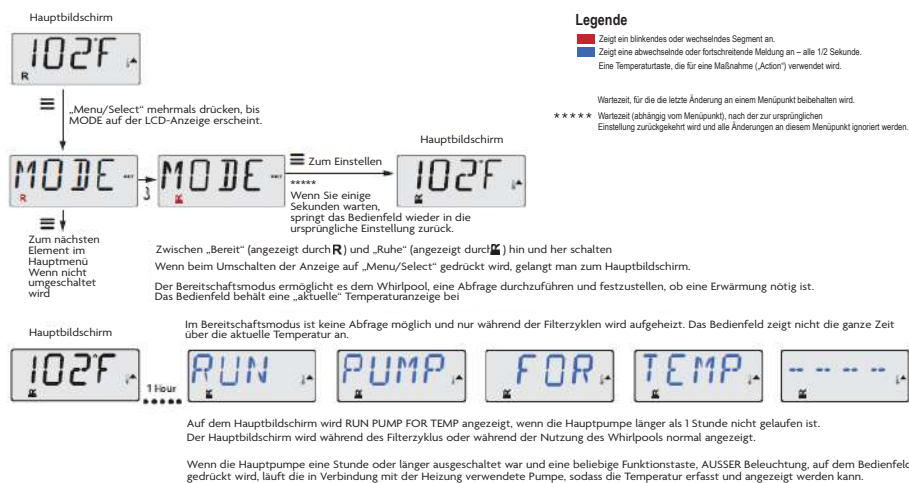 Hauptbildschirm
102°F
R
Legende
Zeigt ein blinkendes oder wechselndes Segment an.
Zeigt eine abwechselnde oder fortschreitende Meldung an – alle 1/2 Sekunde.
Eine Temperaturtaste, die für eine Maßnahme („Action“) verwendet wird.
Wartezeit, für die die letzte Änderung an einem Menüpunkt beibehalten wird.
***** Wartezeit (abhängig vom Menüpunkt), nach der zur ursprünglichen
Einstellung zurückgekehrt wird und alle Änderungen an diesem Menüpunkt ignoriert werden.
„Menu/Select“ mehrmals drücken, bis
MODE auf der LCD-Anzeige erscheint.
MODE
R
MODE
Zum Einstellen
*****
Wenn Sie einige
Sekunden warten,
springt das Bedienfeld wieder in die
ursprüngliche Einstellung zurück.
Hauptbildschirm
102°F
Zum nächsten
Element im
Hauptmenü
Wenn nicht
umgeschaltet
wird
Zwischen „Bereit“ (angezeigt durch R ) und „Ruhe“ (angezeigt durch ) hin und her schalten
Wenn beim Umschalten der Anzeige auf „Menu/Select“ gedrückt wird, gelangt man zum Hauptbildschirm.
Der Bereitschaftsmodus ermöglicht es dem Whirlpool, eine Abfrage durchzuführen und festzustellen, ob eine Erwärmung nötig ist.
Das Bedienfeld behält eine „aktuelle“ Temperaturanzeige bei
Im Bereitschaftsmodus ist keine Abfrage möglich und nur während der Filterzyklen wird aufgeheizt. Das Bedienfeld zeigt nicht die ganze Zeit
über die aktuelle Temperatur an.
Hauptbildschirm
102°F
1 Hour
RUN
PUMP
FOR
TEMP
----
Auf dem Hauptbildschirm wird RUN PUMP FOR TEMP angezeigt, wenn die Hauptpumpe länger als 1 Stunde nicht gelaufen ist.
Der Hauptbildschirm wird während des Filterzyklus oder während der Nutzung des Whirlpools normal angezeigt.
Wenn die Hauptpumpe eine Stunde oder länger ausgeschaltet war und eine beliebige Funktionstaste, AUSSER Beleuchtung, auf dem Bedienfeld
gedrückt wird, läuft die in Verbindung mit der Heizung verwendete Pumpe, sodass die Temperatur erfasst und angezeigt werden kann.